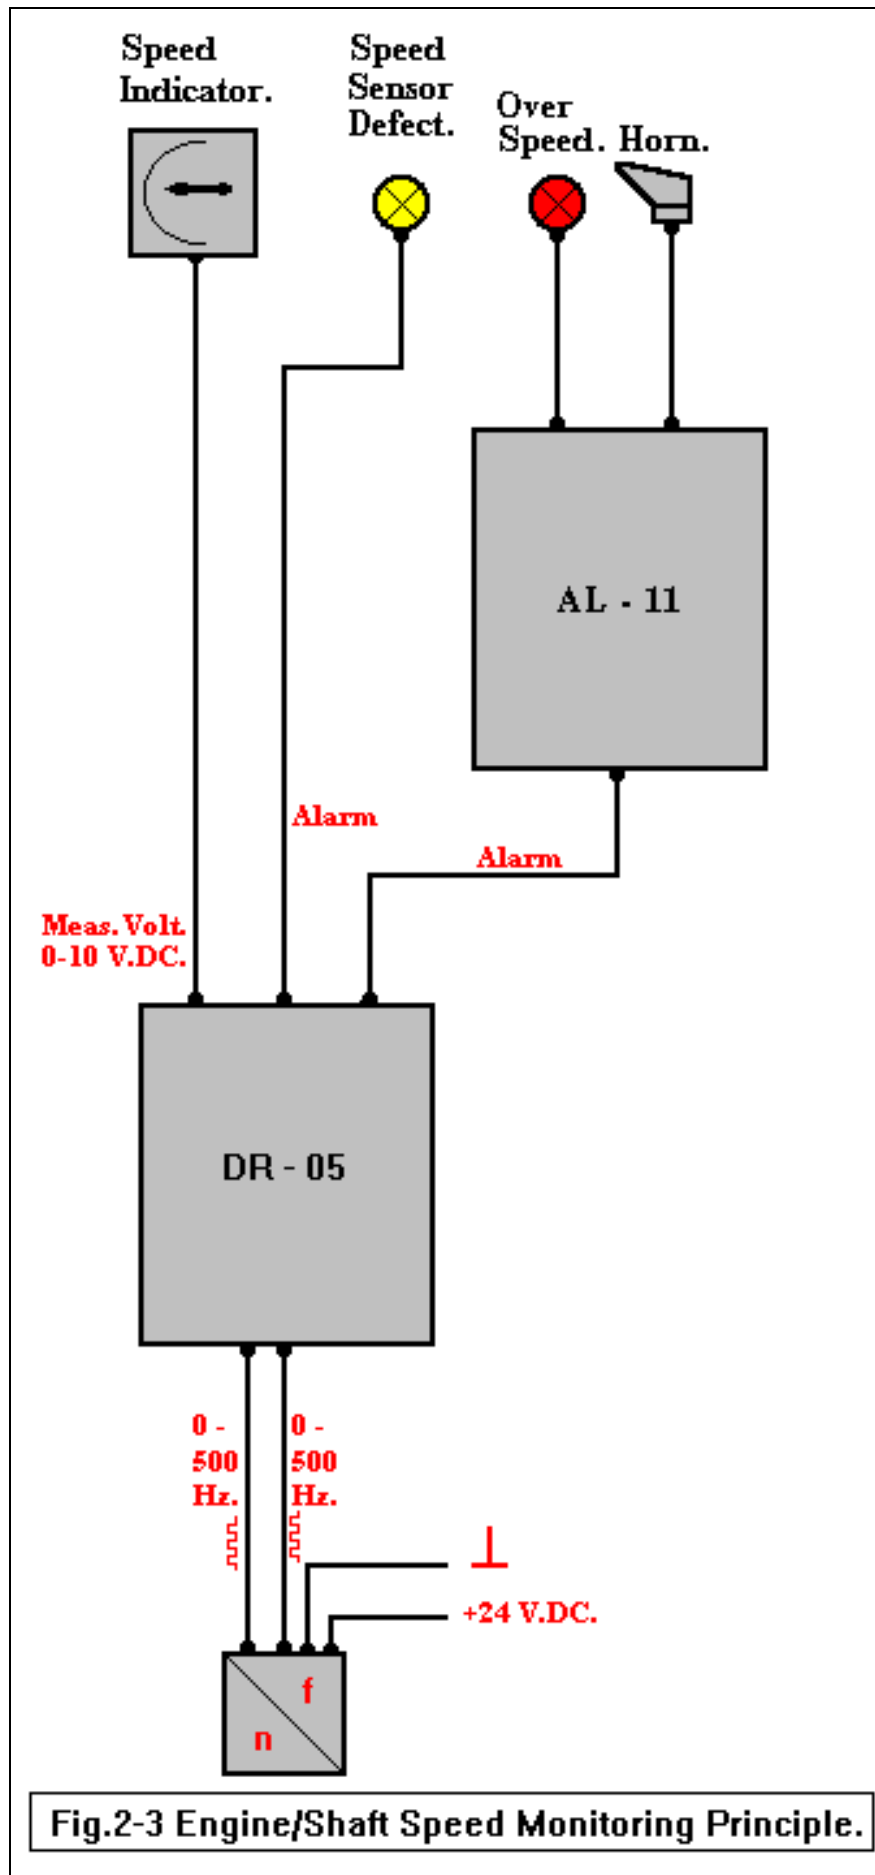 Speed
Indicator.
Speed
Sensor
Defect.
Over
Speed.
Horn.
AL - 11
Alarm
Alarm
Meas.Volt.
0-10 V.DC.
DR - 05
0 -
500
Hz.
0 -
500
Hz.
+24 V.DC.
f
n
Fig.2-3 Engine/Shaft Speed Monitoring Principle.